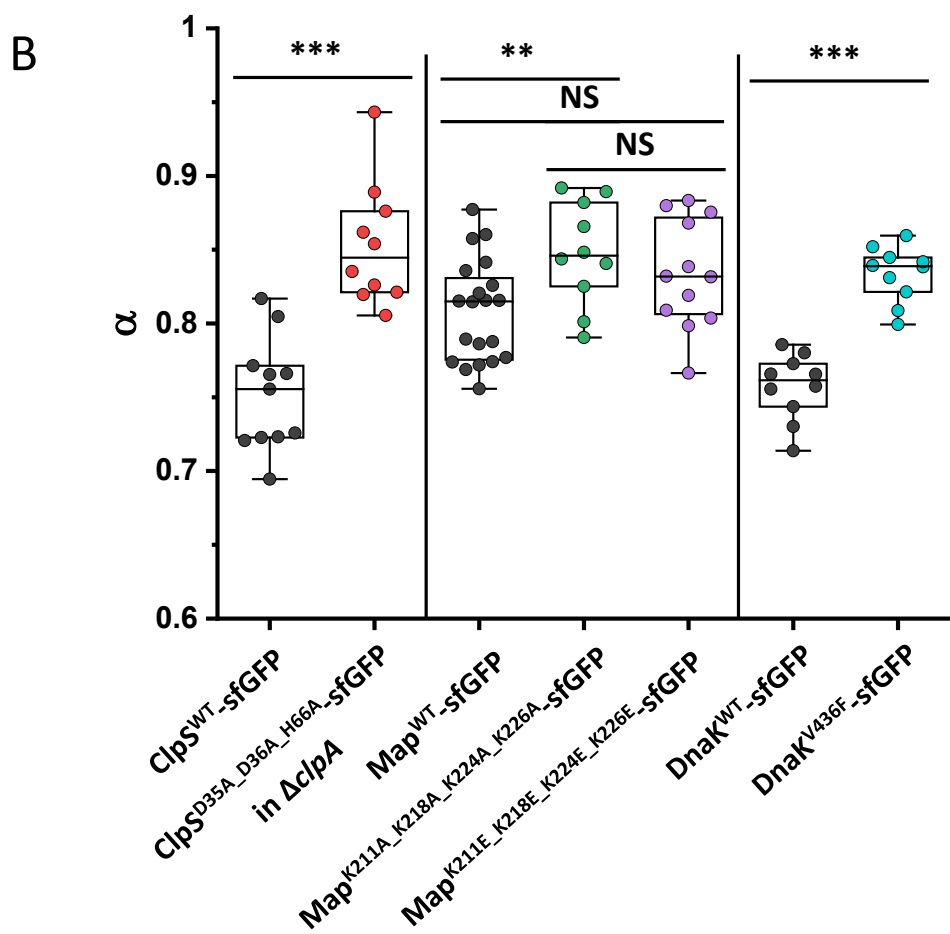 B
1
*** ** ***
NS
NS
0.9
α
0.8
0.7
0.6
ClpS^WT-sfGFP
ClpS^D35A_D36A_H66A-sfGFP
in ΔclpA
Map^WT-sfGFP
Map^K211A_K218A_K224A_K226A-sfGFP
Map^K211E_K218E_K224E_K226E-sfGFP
DnaK^WT-sfGFP
DnaK^V436F-sfGFP